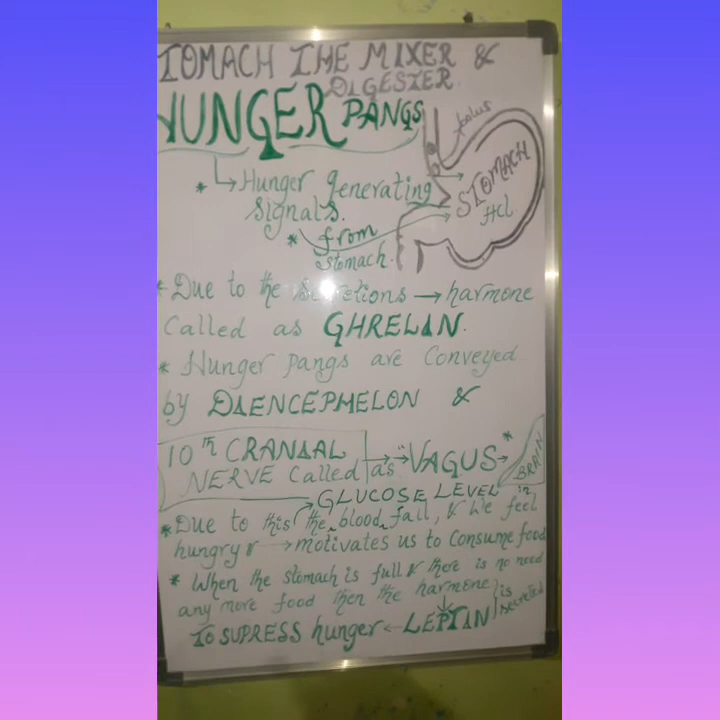 STOMACH THE MIXER &
DIGESTER.
HUNGER PANGS
bolus
* Hunger generating
signals.
STOMACH
HCl
* from
stomach.
* Due to the secretions → harmone
called as GHRELIN.
* Hunger pangs are conveyed
by DIENCEPHELON &
10th CRANIAL → "VAGUS → *
NERVE called as
BRAIN
GLUCOSE LEVEL in
* Due to this the blood fall, & We feel
hungry & → motivates us to consume food
* When the stomach is full & there is no need
any more food then the harmone is
secreted
TO SUPRESS hunger ← LEPTIN